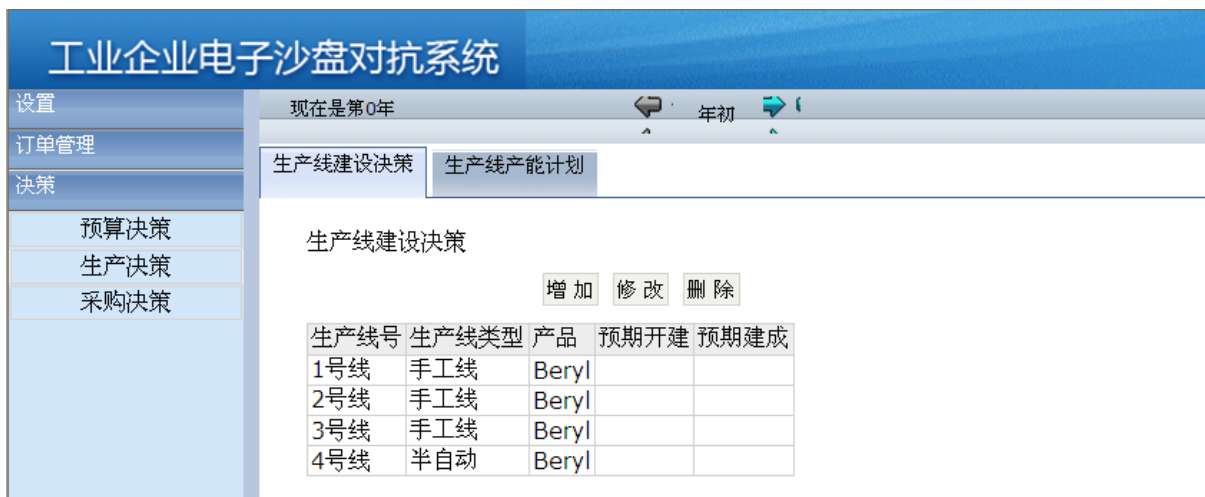 工业企业电子沙盘对抗系统
设置
现在是第0年 年初
订单管理
生产线建设决策 生产线产能计划
决策
预算决策
生产决策
采购决策
生产线建设决策
增加 修改 删除
生产线号 生产线类型 产品 预期开建 预期建成
1号线 手工线 Beryl
2号线 手工线 Beryl
3号线 手工线 Beryl
4号线 半自动 Beryl